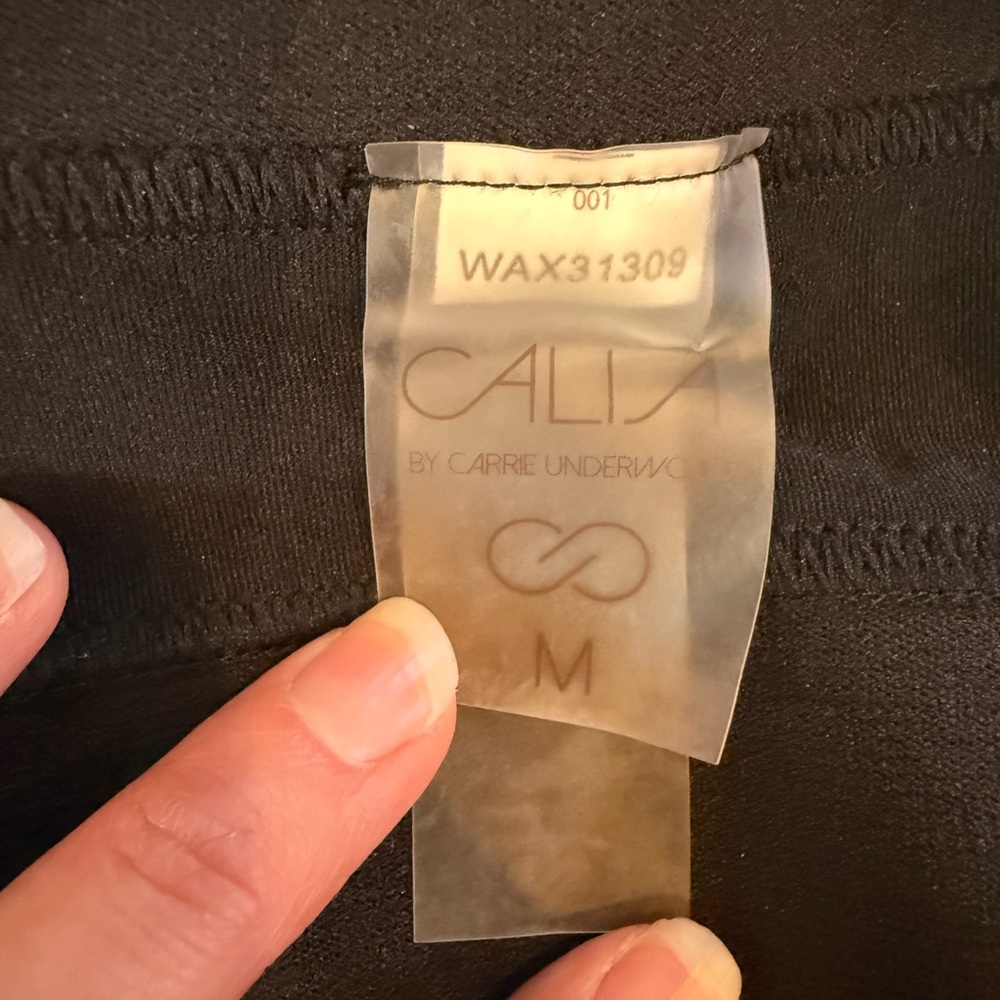 001
WAX31309
CALIA
BY CARRIE UNDERWO
M